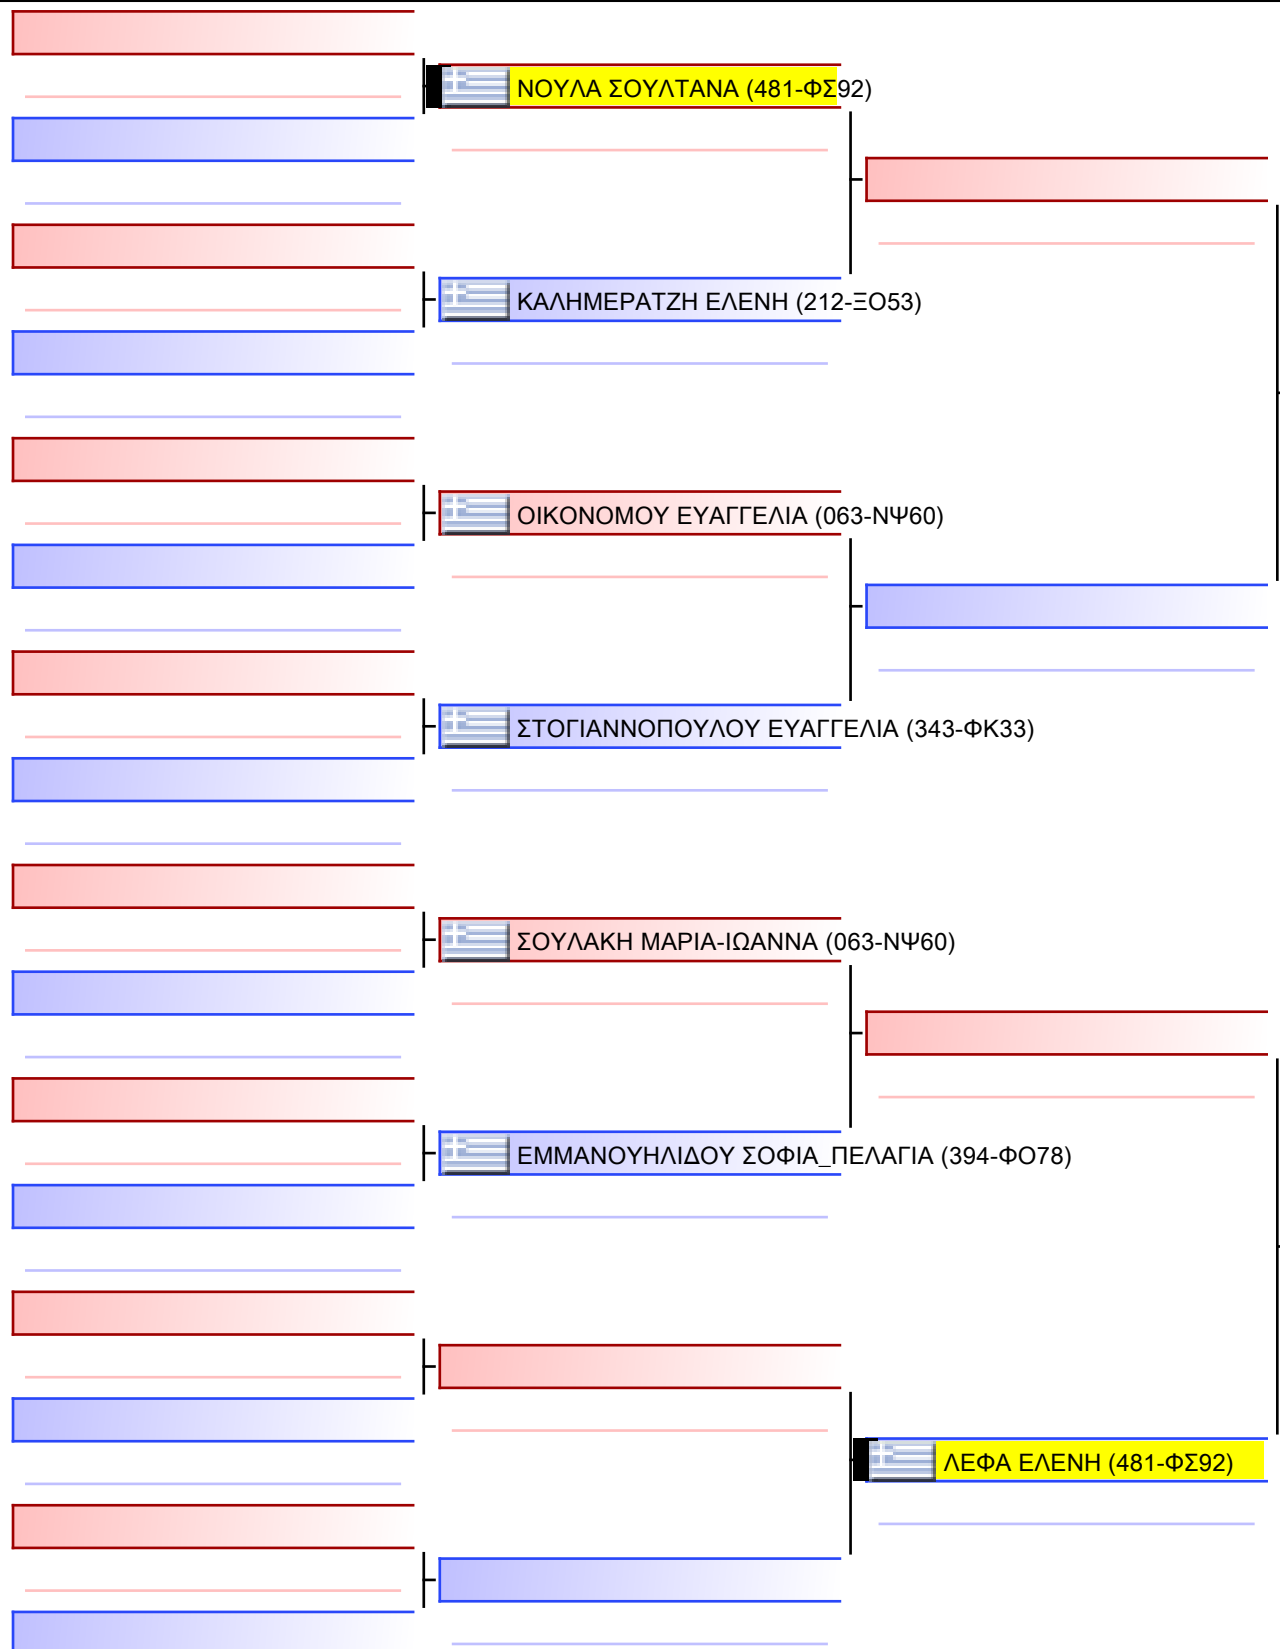 ΝΟΥΛΑ ΣΟΥΛΤΑΝΑ (481-ΦΣ92)
ΚΑΛΗΜΕΡΑΤΖΗ ΕΛΕΝΗ (212-ΞΟ53)
ΟΙΚΟΝΟΜΟΥ ΕΥΑΓΓΕΛΙΑ (063-ΝΨ60)
ΣΤΟΓΙΑΝΝΟΠΟΥΛΟΥ ΕΥΑΓΓΕΛΙΑ (343-ΦΚ33)
ΣΟΥΛΑΚΗ ΜΑΡΙΑ-ΙΩΑΝΝΑ (063-ΝΨ60)
ΕΜΜΑΝΟΥΗΛΙΔΟΥ ΣΟΦΙΑ_ΠΕΛΑΓΙΑ (394-ΦΟ78)
ΛΕΦΑ ΕΛΕΝΗ (481-ΦΣ92)